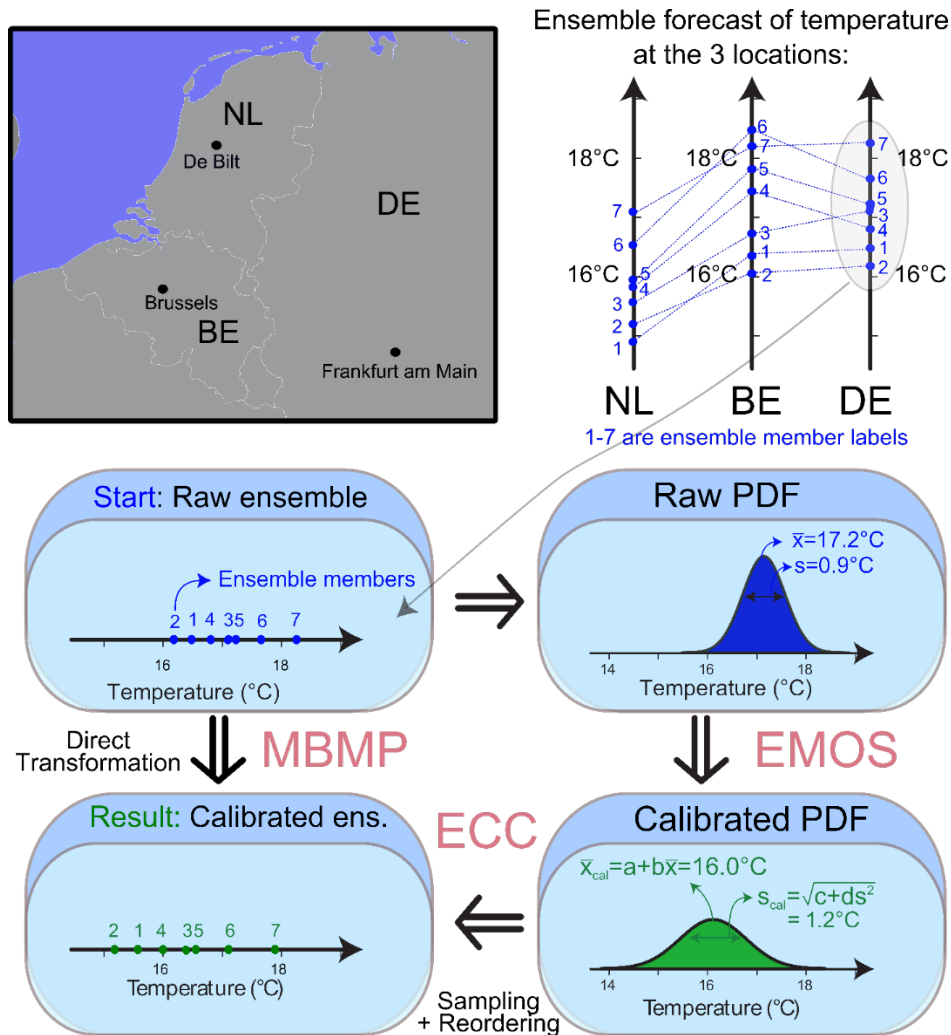 NL
De Bilt
DE
Brussels
BE
Frankfurt am Main
Ensemble forecast of temperature
at the 3 locations:
18°C 18°C 18°C
16°C 16°C 16°C
7
6
5
4
3
2
1
6
7
5
4
3
1
2
7
6
5
3
4
1
2
NL BE DE
1-7 are ensemble member labels
Start: Raw ensemble
Ensemble members
2 1 4 35 6 7
16 18
Temperature (°C)
Raw PDF
x̄=17.2°C
s=0.9°C
14 16 18
Temperature (°C)
Direct
Transformation
MBMP
EMOS
Result: Calibrated ens.
2 1 4 35 6 7
16 18
Temperature (°C)
ECC
Sampling
+ Reordering
Calibrated PDF
x̄cal=a+bx̄=16.0°C
scal=√c+ds²
= 1.2°C
14 16 18
Temperature (°C)